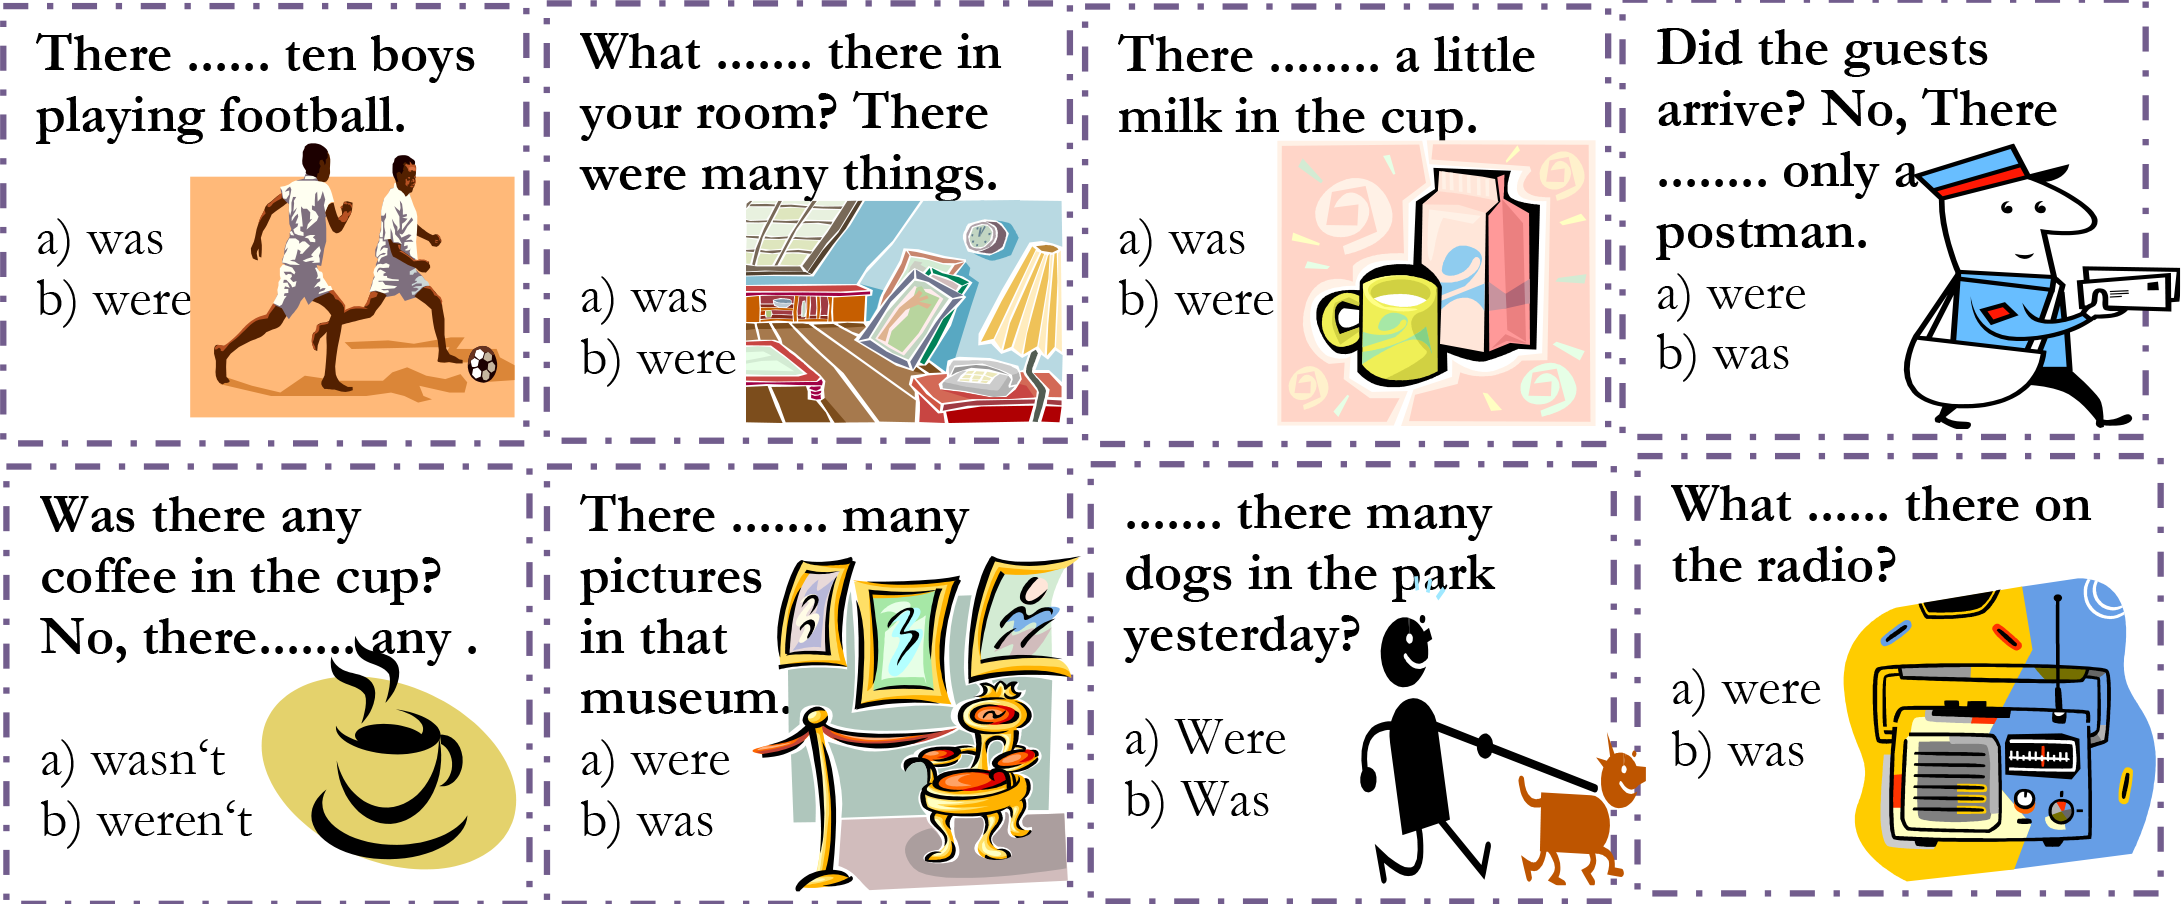 There ...... ten boys
playing football.
a) was
b) were
What ....... there in
your room? There
were many things.
a) was
b) were
There ........ a little
milk in the cup.
a) was
b) were
Did the guests
arrive? No, There
........ only a
postman.
a) were
b) was
Was there any
coffee in the cup?
No, there....... any .
a) wasn‘t
b) weren‘t
There ....... many
pictures
in that
museum.
a) were
b) was
....... there many
dogs in the park
yesterday?
a) Were
b) Was
What ...... there on
the radio?
a) were
b) was